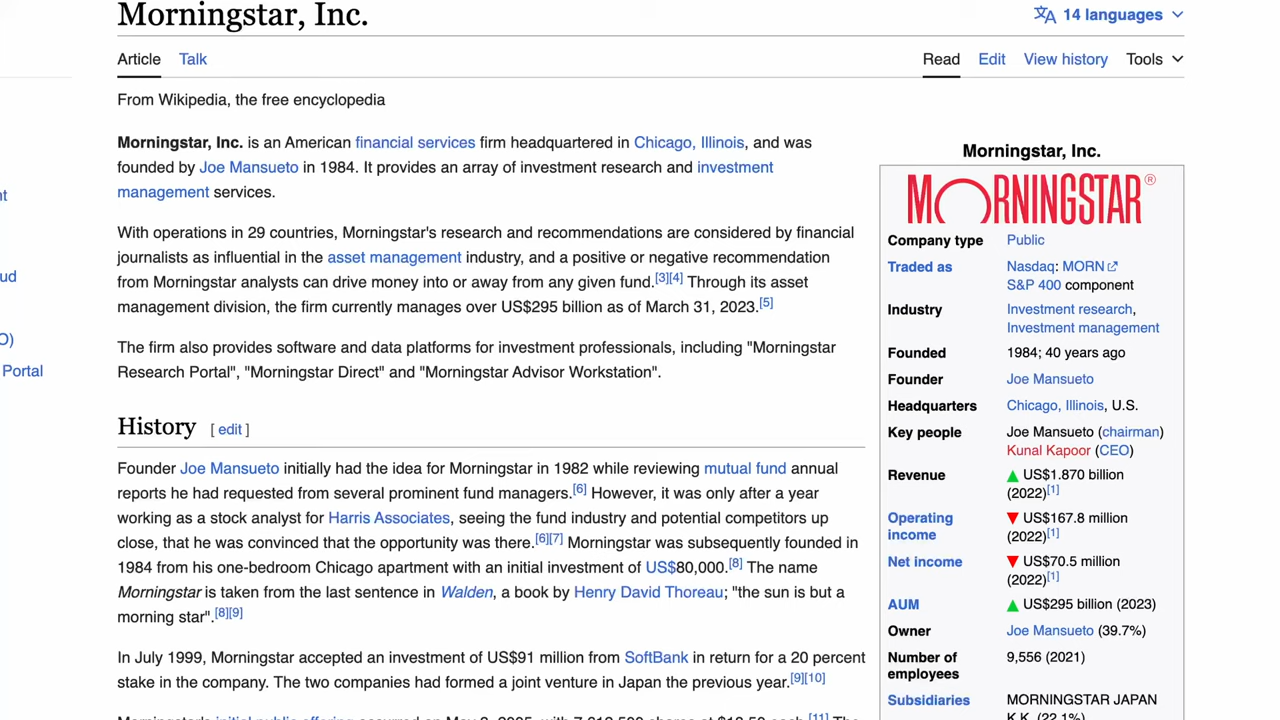 Morningstar, Inc.
14 languages
Article Talk
Read Edit View history Tools
From Wikipedia, the free encyclopedia
Morningstar, Inc. is an American financial services firm headquartered in Chicago, Illinois, and was
founded by Joe Mansueto in 1984. It provides an array of investment research and investment
management services.
With operations in 29 countries, Morningstar's research and recommendations are considered by financial
journalists as influential in the asset management industry, and a positive or negative recommendation
from Morningstar analysts can drive money into or away from any given fund.[3][4] Through its asset
management division, the firm currently manages over US$295 billion as of March 31, 2023.[5]
The firm also provides software and data platforms for investment professionals, including "Morningstar
Research Portal", "Morningstar Direct" and "Morningstar Advisor Workstation".
History [ edit ]
Founder Joe Mansueto initially had the idea for Morningstar in 1982 while reviewing mutual fund annual
reports he had requested from several prominent fund managers.[6] However, it was only after a year
working as a stock analyst for Harris Associates, seeing the fund industry and potential competitors up
close, that he was convinced that the opportunity was there.[6][7] Morningstar was subsequently founded in
1984 from his one-bedroom Chicago apartment with an initial investment of US$80,000.[8] The name
Morningstar is taken from the last sentence in Walden, a book by Henry David Thoreau; "the sun is but a
morning star".[8][9]
In July 1999, Morningstar accepted an investment of US$91 million from SoftBank in return for a 20 percent
stake in the company. The two companies had formed a joint venture in Japan the previous year.[9][10]
Morningstar, Inc.
MORNINGSTAR®
Company type Public
Traded as Nasdaq: MORN
S&P 400 component
Industry Investment research,
Investment management
Founded 1984; 40 years ago
Founder Joe Mansueto
Headquarters Chicago, Illinois, U.S.
Key people Joe Mansueto (chairman)
Kunal Kapoor (CEO)
Revenue US$1.870 billion
(2022)[1]
Operating income US$167.8 million
(2022)[1]
Net income US$70.5 million
(2022)[1]
AUM US$295 billion (2023)
Owner Joe Mansueto (39.7%)
Number of employees 9,556 (2021)
Subsidiaries MORNINGSTAR JAPAN
K.K. (22.1%)
Portal